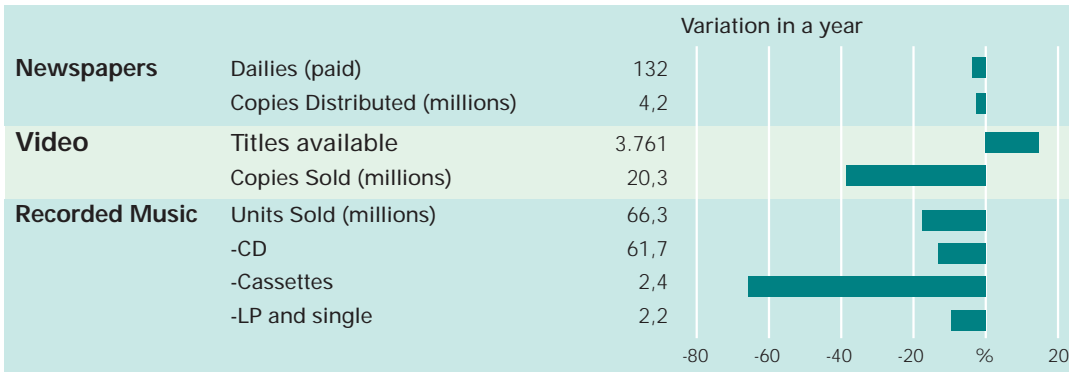 Variation in a year
Newspapers Dailies (paid) 132
Copies Distributed (millions) 4,2
Video Titles available 3.761
Copies Sold (millions) 20,3
Recorded Music Units Sold (millions) 66,3
-CD 61,7
-Cassettes 2,4
-LP and single 2,2
-80 -60 -40 -20 % 20